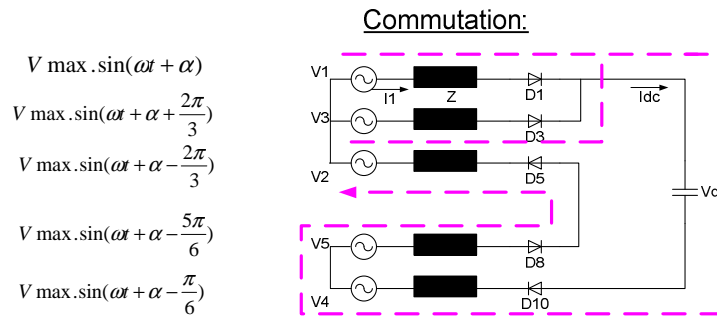 Commutation:
V max.sin(ωt + α)
V max.sin(ωt + α + 2π/3)
V max.sin(ωt + α − 2π/3)
V max.sin(ωt + α − 5π/6)
V max.sin(ωt + α − π/6)
V1
I1
Z
D1
Idc
V3
D3
V2
D5
V5
D8
V4
D10